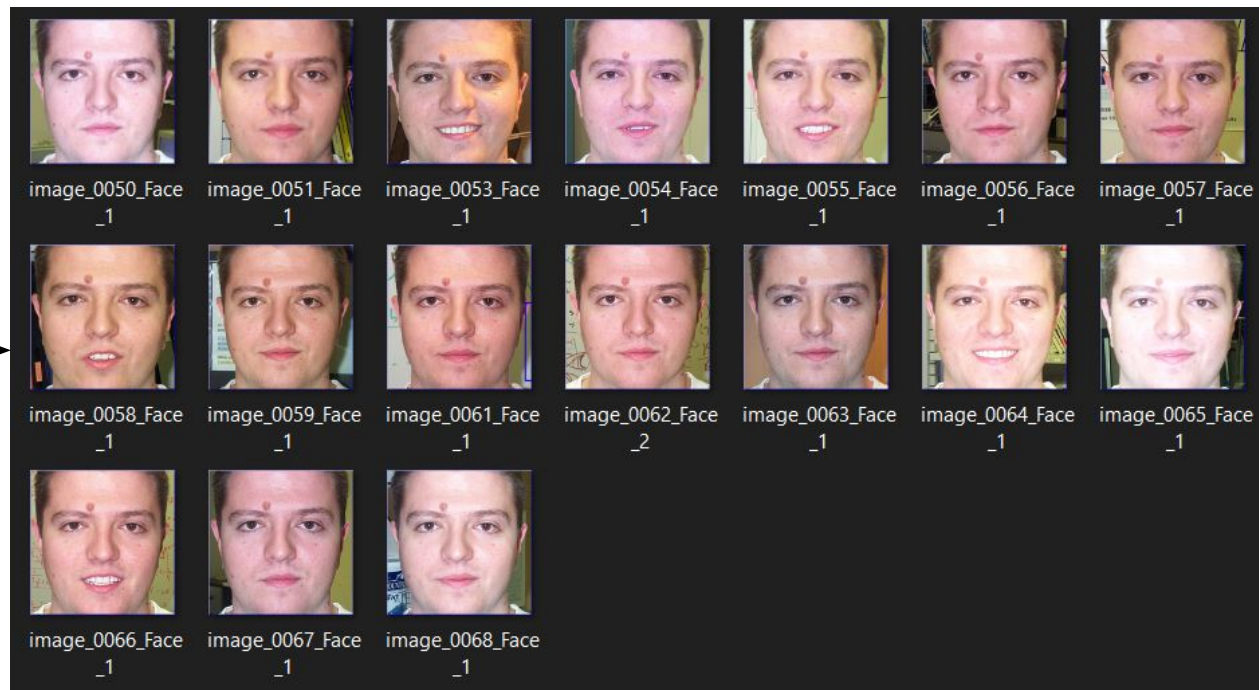 image_0050_Face
_1
image_0051_Face
_1
image_0053_Face
_1
image_0054_Face
_1
image_0055_Face
_1
image_0056_Face
_1
image_0057_Face
_1
image_0058_Face
_1
image_0059_Face
_1
image_0061_Face
_1
image_0062_Face
_2
image_0063_Face
_1
image_0064_Face
_1
image_0065_Face
_1
image_0066_Face
_1
image_0067_Face
_1
image_0068_Face
_1